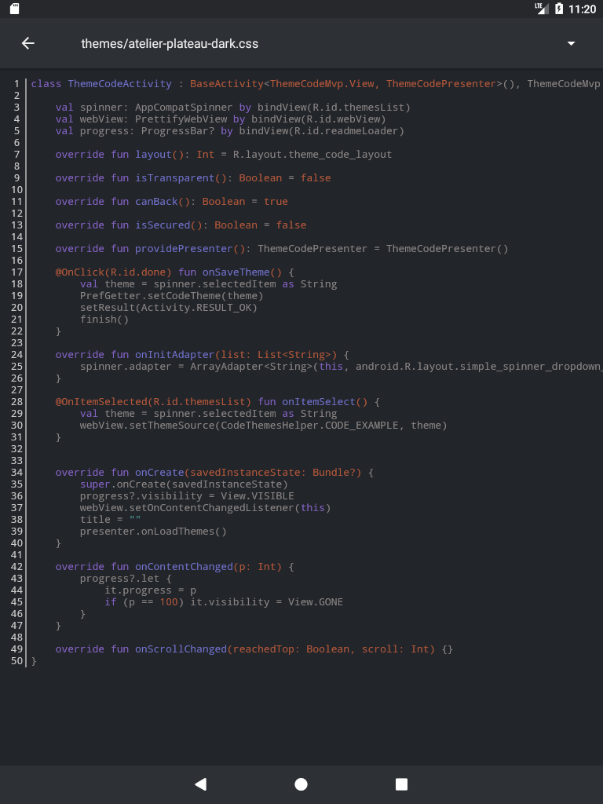 LTE 11:20
themes/atelier-plateau-dark.css
1 class ThemeCodeActivity : BaseActivity<ThemeCodeMvp.View, ThemeCodePresenter>(), ThemeCodeMvp
2
3     val spinner: AppCompatSpinner by bindView(R.id.themesList)
4     val webView: PrettifyWebView by bindView(R.id.webView)
5     val progress: ProgressBar? by bindView(R.id.readmeLoader)
6
7     override fun layout(): Int = R.layout.theme_code_layout
8
9     override fun isTransparent(): Boolean = false
10
11     override fun canBack(): Boolean = true
12
13     override fun isSecured(): Boolean = false
14
15     override fun providePresenter(): ThemeCodePresenter = ThemeCodePresenter()
16
17     @OnClick(R.id.done) fun onSaveTheme() {
18         val theme = spinner.selectedItem as String
19         PrefGetter.setCodeTheme(theme)
20         setResult(Activity.RESULT_OK)
21         finish()
22     }
23
24     override fun onInitAdapter(list: List<String>) {
25         spinner.adapter = ArrayAdapter<String>(this, android.R.layout.simple_spinner_dropdown_
26     }
27
28     @OnItemSelected(R.id.themesList) fun onItemSelect() {
29         val theme = spinner.selectedItem as String
30         webView.setThemeSource(CodeThemesHelper.CODE_EXAMPLE, theme)
31     }
32
33
34     override fun onCreate(savedInstanceState: Bundle?) {
35         super.onCreate(savedInstanceState)
36         progress?.visibility = View.VISIBLE
37         webView.setOnContentChangedListener(this)
38         title = ""
39         presenter.onLoadThemes()
40     }
41
42     override fun onContentChanged(p: Int) {
43         progress?.let {
44             it.progress = p
45             if (p == 100) it.visibility = View.GONE
46         }
47     }
48
49     override fun onScrollChanged(reachedTop: Boolean, scroll: Int) {}
50 }